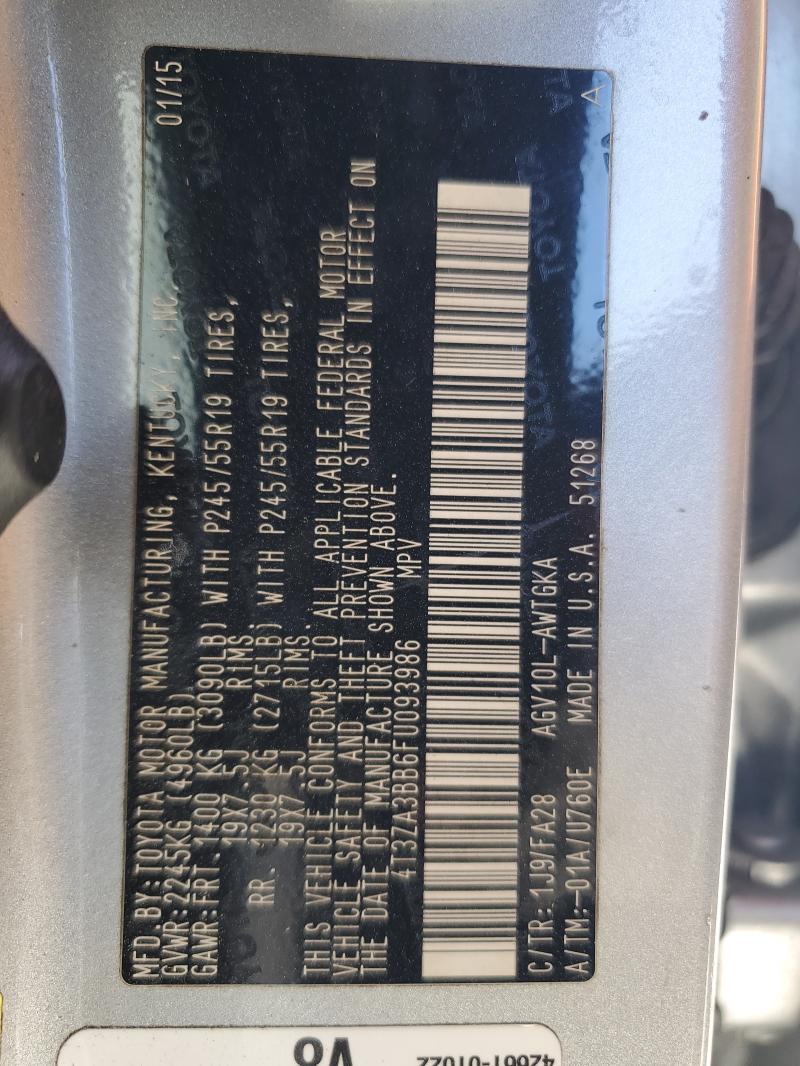 MFD. BY: TOYOTA MOTOR MANUFACTURING, KENTUCKY, INC. 01/15
GVWR: 2245KG (4960LB)
GAWR: FRT. 1400 KG (3090LB) WITH P245/55R19 TIRES,
19X7.5J RIMS.
RR. 1230 KG (2715LB) WITH P245/55R19 TIRES,
19X7.5J RIMS.
THIS VEHICLE CONFORMS TO ALL APPLICABLE FEDERAL MOTOR
VEHICLE SAFETY AND THEFT PREVENTION STANDARDS IN EFFECT ON
THE DATE OF MANUFACTURE SHOWN ABOVE.
4T3ZA3BB6FU093986 MPV
C/TR: 1J9/FA28 AGV10L-AWTGKA A
A/TM:-01A/U760E MADE IN U.S.A. 51268
42661-01022
V8